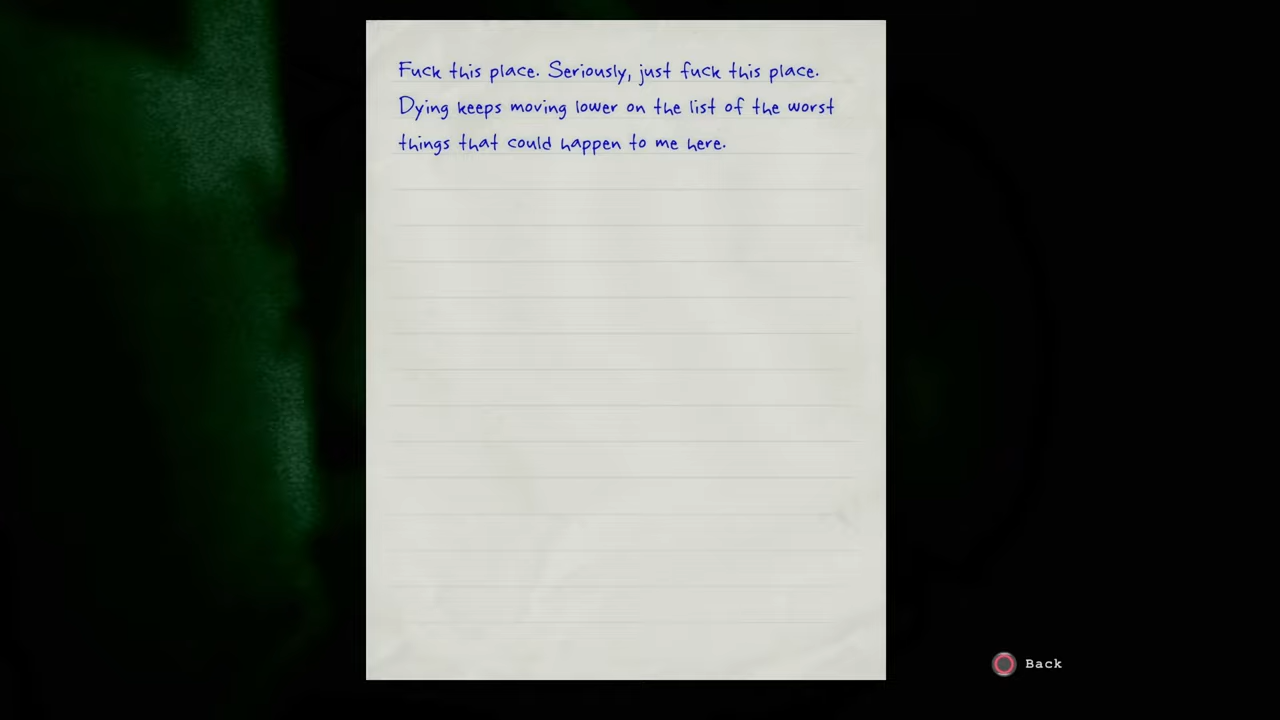 Fuck this place. Seriously, just fuck this place.
Dying keeps moving lower on the list of the worst
things that could happen to me here.
Back